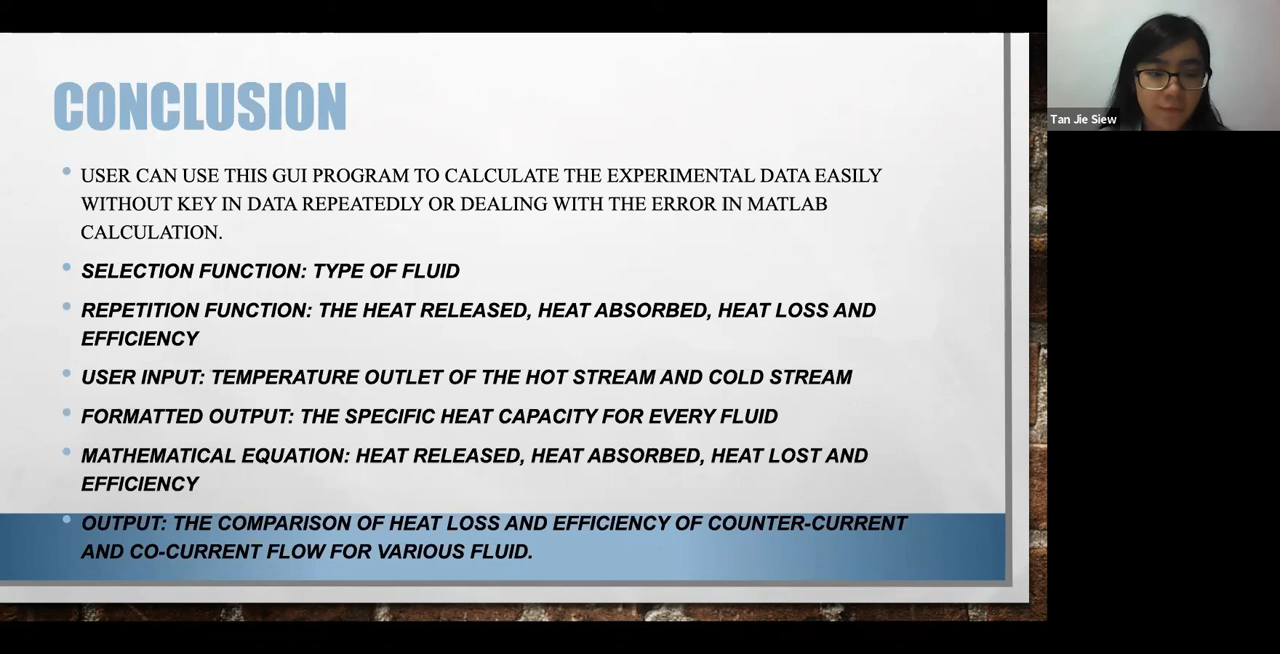 CONCLUSION
USER CAN USE THIS GUI PROGRAM TO CALCULATE THE EXPERIMENTAL DATA EASILY
WITHOUT KEY IN DATA REPEATEDLY OR DEALING WITH THE ERROR IN MATLAB
CALCULATION.
SELECTION FUNCTION: TYPE OF FLUID
REPETITION FUNCTION: THE HEAT RELEASED, HEAT ABSORBED, HEAT LOSS AND
EFFICIENCY
USER INPUT: TEMPERATURE OUTLET OF THE HOT STREAM AND COLD STREAM
FORMATTED OUTPUT: THE SPECIFIC HEAT CAPACITY FOR EVERY FLUID
MATHEMATICAL EQUATION: HEAT RELEASED, HEAT ABSORBED, HEAT LOST AND
EFFICIENCY
OUTPUT: THE COMPARISON OF HEAT LOSS AND EFFICIENCY OF COUNTER-CURRENT
AND CO-CURRENT FLOW FOR VARIOUS FLUID.
Tan Jie Siew